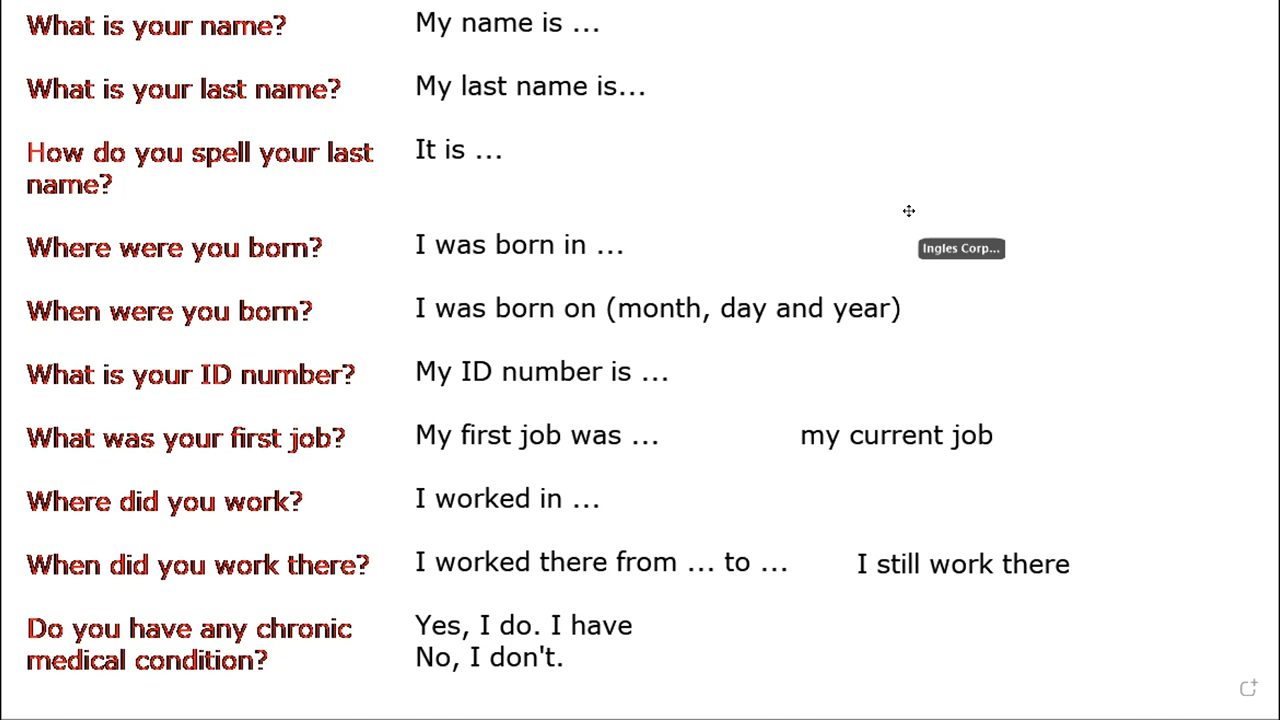 What is your name? My name is ...
What is your last name? My last name is...
How do you spell your last It is ...
name?
Where were you born? I was born in ...
Ingles Corp...
When were you born? I was born on (month, day and year)
What is your ID number? My ID number is ...
What was your first job? My first job was ... my current job
Where did you work? I worked in ...
When did you work there? I worked there from ... to ... I still work there
Do you have any chronic Yes, I do. I have
medical condition? No, I don't.